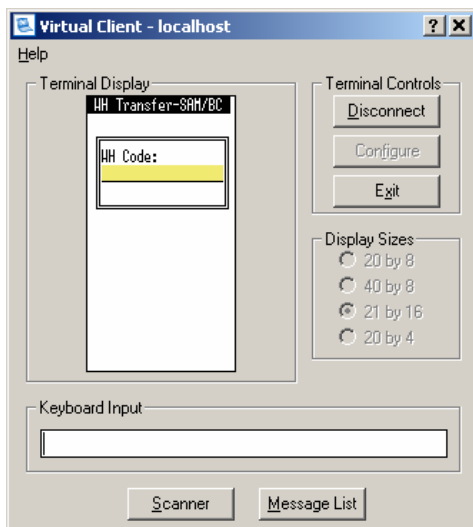 Virtual Client - localhost
Help
Terminal Display
WH Transfer-SAM/BC
WH Code:
Terminal Controls
Disconnect
Configure
Exit
Display Sizes
20 by 8
40 by 8
21 by 16
20 by 4
Keyboard Input
Scanner
Message List